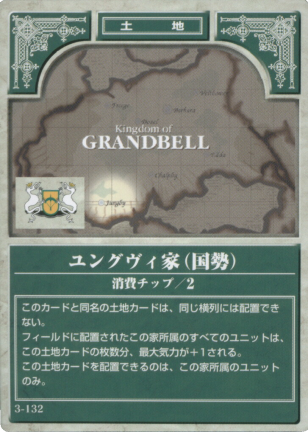 土地
Kingdom of
GRANDBELL
Jungby
ユングヴィ家(国勢)
消費チップ/2
このカードと同名の土地カードは、同じ横列には配置でき
ない。
フィールドに配置されたこの家所属のすべてのユニットは、
この土地カードの枚数分、最大気力が+1される。
この土地カードを配置できるのは、この家所属のユニット
のみ。
3-132